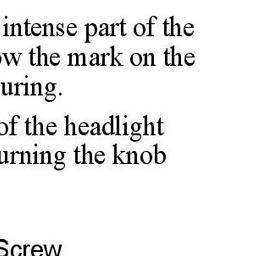 intense part of the
ow the mark on the
uring.
of the headlight
urning the knob
Screw